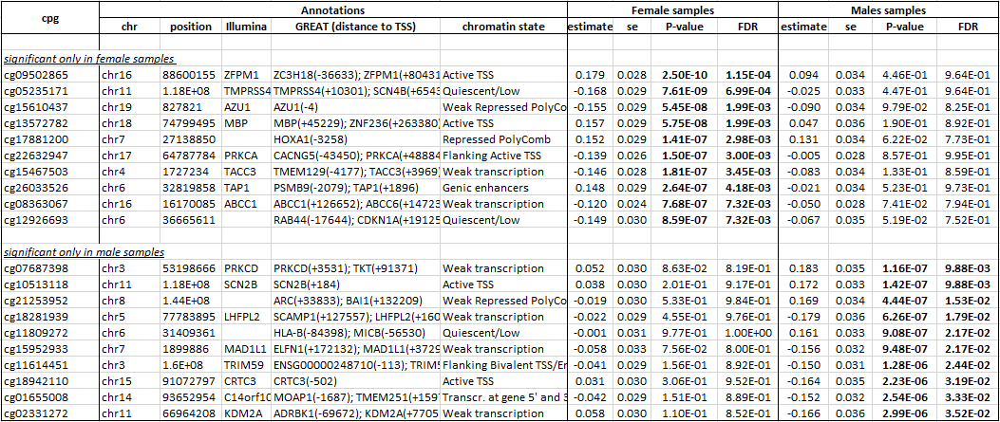 cpg Annotations Female samples Males samples
chr position Illumina GREAT (distance to TSS) chromatin state estimate se P-value FDR estimate se P-value FDR
significant only in female samples
cg09502865 chr16 88600155 ZFPM1 ZC3H18(-36633); ZFPM1(+80431 Active TSS 0.179 0.028 2.50E-10 1.15E-04 0.094 0.034 4.46E-01 9.64E-01
cg05235171 chr11 1.18E+08 TMPRSS4 TMPRSS4(+10301); SCN4B(+6543 Quiescent/Low -0.168 0.029 7.61E-09 6.99E-04 -0.025 0.033 4.47E-01 9.64E-01
cg15610437 chr19 827821 AZU1 AZU1(-4) Weak Repressed PolyCo -0.155 0.029 5.45E-08 1.99E-03 -0.090 0.034 9.79E-02 8.25E-01
cg13572782 chr18 74799495 MBP MBP(+45229); ZNF236(+263380) Active TSS 0.157 0.029 5.75E-08 1.99E-03 0.047 0.036 1.90E-01 8.92E-01
cg17881200 chr7 27138850 HOXA1(-3258) Repressed PolyComb 0.152 0.029 1.41E-07 2.98E-03 0.131 0.034 6.22E-02 7.73E-01
cg22632947 chr17 64787784 PRKCA CACNG5(-43450); PRKCA(+48884 Flanking Active TSS -0.139 0.026 1.50E-07 3.00E-03 -0.005 0.028 8.57E-01 9.95E-01
cg15467503 chr4 1727234 TACC3 TMEM129(-4177); TACC3(+3969) Weak transcription -0.146 0.028 1.81E-07 3.45E-03 -0.083 0.034 1.33E-01 8.59E-01
cg26033526 chr6 32819858 TAP1 PSMB9(-2079); TAP1(+1896) Genic enhancers 0.148 0.029 2.64E-07 4.18E-03 -0.021 0.034 5.23E-01 9.73E-01
cg08363067 chr16 16170085 ABCC1 ABCC1(+126652); ABCC6(+14723 Weak transcription -0.120 0.024 7.68E-07 7.32E-03 -0.050 0.028 7.41E-02 7.94E-01
cg12926693 chr6 36665611 RAB44(-17644); CDKN1A(+19125 Quiescent/Low -0.149 0.030 8.59E-07 7.32E-03 -0.067 0.035 5.19E-02 7.52E-01
significant only in male samples
cg07687398 chr3 53198666 PRKCD PRKCD(+3531); TKT(+91371) Weak transcription 0.052 0.030 8.63E-02 8.19E-01 0.183 0.035 1.16E-07 9.88E-03
cg10513118 chr11 1.18E+08 SCN2B SCN2B(+184) Active TSS 0.038 0.030 2.01E-01 9.17E-01 0.172 0.033 1.42E-07 9.88E-03
cg21253952 chr8 1.44E+08 ARC(+33833); BAI1(+132209) Weak Repressed PolyCo -0.019 0.030 5.33E-01 9.84E-01 0.169 0.034 4.44E-07 1.53E-02
cg18281939 chr5 77783895 LHFPL2 SCAMP1(+127557); LHFPL2(+160 Weak transcription -0.022 0.029 4.55E-01 9.76E-01 -0.179 0.036 6.26E-07 1.79E-02
cg11809272 chr6 31409361 HLA-B(-84398); MICB(-56530) Quiescent/Low -0.001 0.031 9.77E-01 1.00E+00 0.161 0.033 9.08E-07 2.17E-02
cg15952933 chr7 1899886 MAD1L1 ELFN1(+172132); MAD1L1(+3729 Weak transcription -0.058 0.033 7.56E-02 8.00E-01 -0.156 0.032 9.48E-07 2.17E-02
cg11614451 chr3 1.6E+08 TRIM59 ENSG00000248710(-113); TRIM5 Flanking Bivalent TSS/En -0.041 0.029 1.56E-01 8.92E-01 -0.150 0.031 1.28E-06 2.44E-02
cg18942110 chr15 91072797 CRTC3 CRTC3(-502) Active TSS 0.031 0.030 3.06E-01 9.52E-01 -0.164 0.035 2.23E-06 3.19E-02
cg01655008 chr14 93652954 C14orf10 MOAP1(-1687); TMEM251(+159 Transcr. at gene 5' and 3 -0.042 0.029 1.51E-01 8.89E-01 -0.152 0.032 2.54E-06 3.33E-02
cg02331272 chr11 66964208 KDM2A ADRBK1(-69672); KDM2A(+7705 Weak transcription 0.058 0.030 1.10E-01 8.52E-01 -0.166 0.036 2.99E-06 3.52E-02